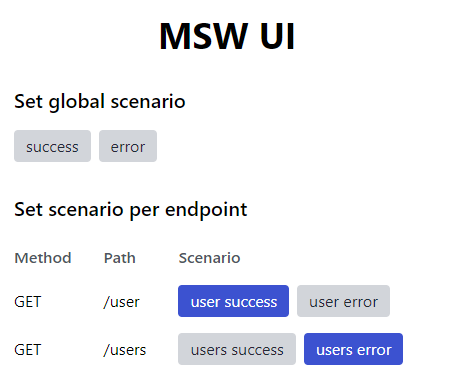 MSW UI
Set global scenario
success error
Set scenario per endpoint
Method Path Scenario
GET /user user success user error
GET /users users success users error